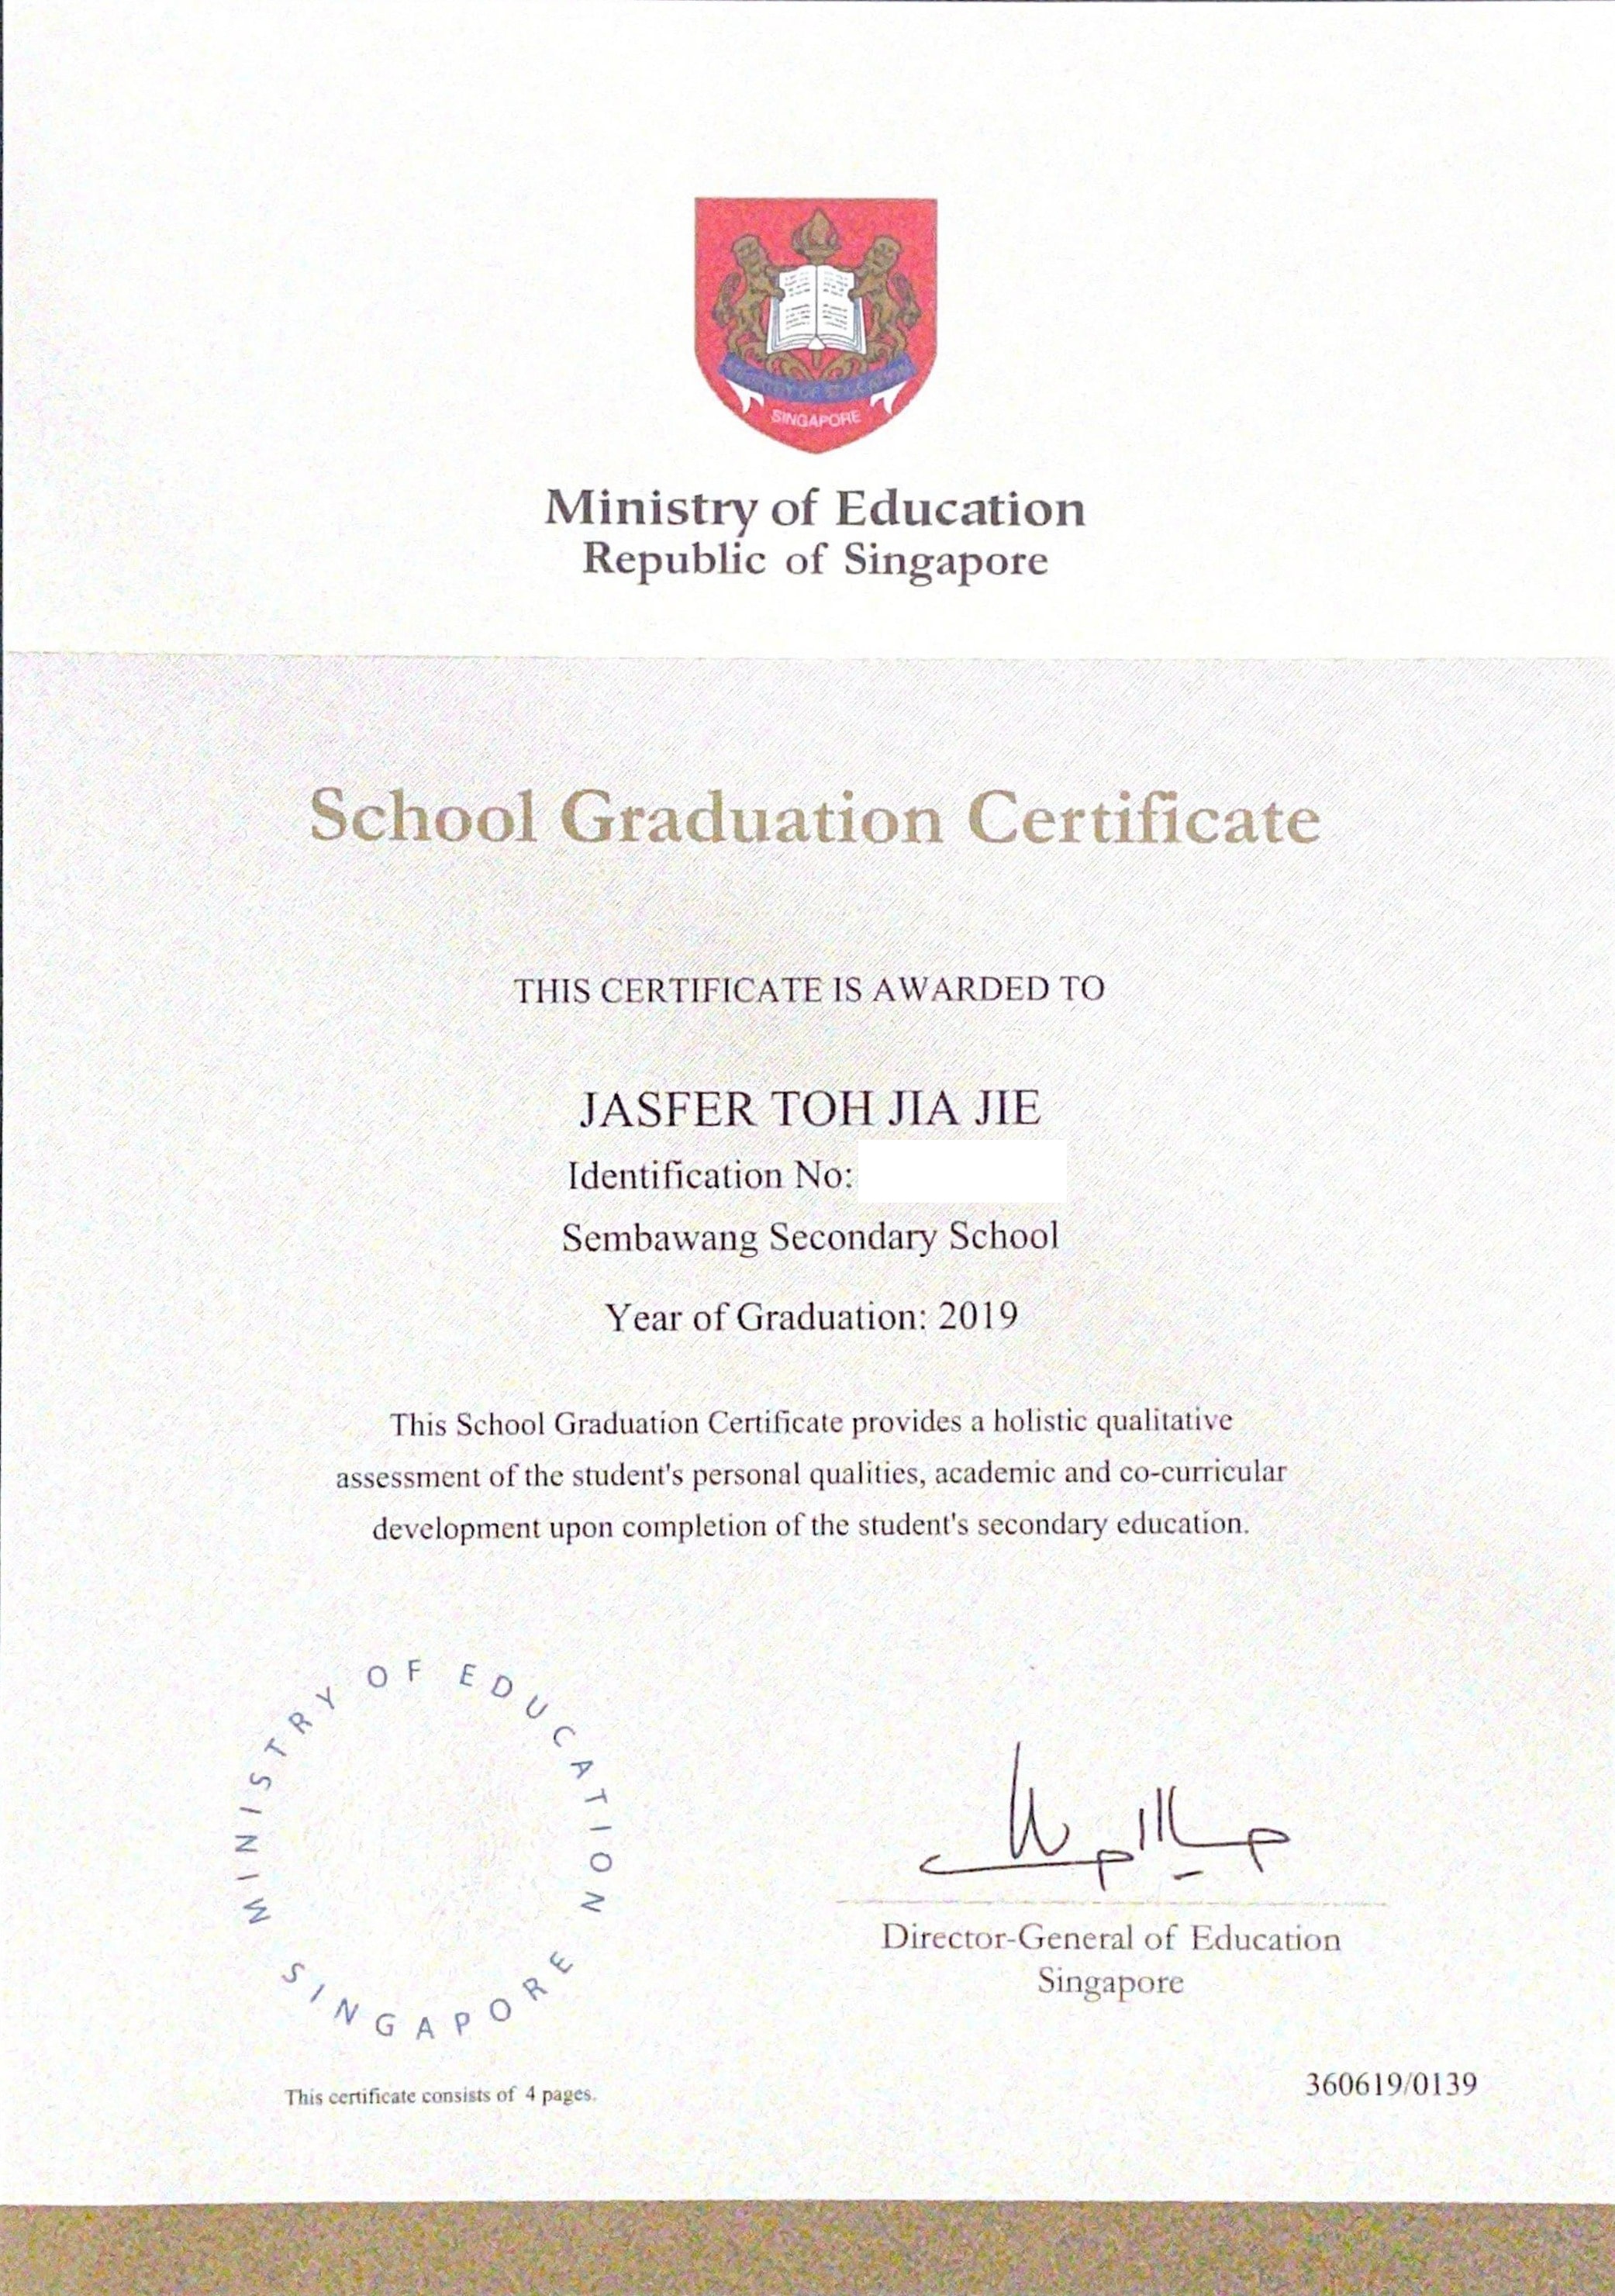 MINISTRY OF EDUCATION
SINGAPORE
Ministry of Education
Republic of Singapore
School Graduation Certificate
THIS CERTIFICATE IS AWARDED TO
JASFER TOH JIA JIE
Identification No:
Sembawang Secondary School
Year of Graduation: 2019
This School Graduation Certificate provides a holistic qualitative
assessment of the student's personal qualities, academic and co-curricular
development upon completion of the student's secondary education.
MINISTRY OF EDUCATION
SINGAPORE
Director-General of Education
Singapore
This certificate consists of 4 pages.
360619/0139